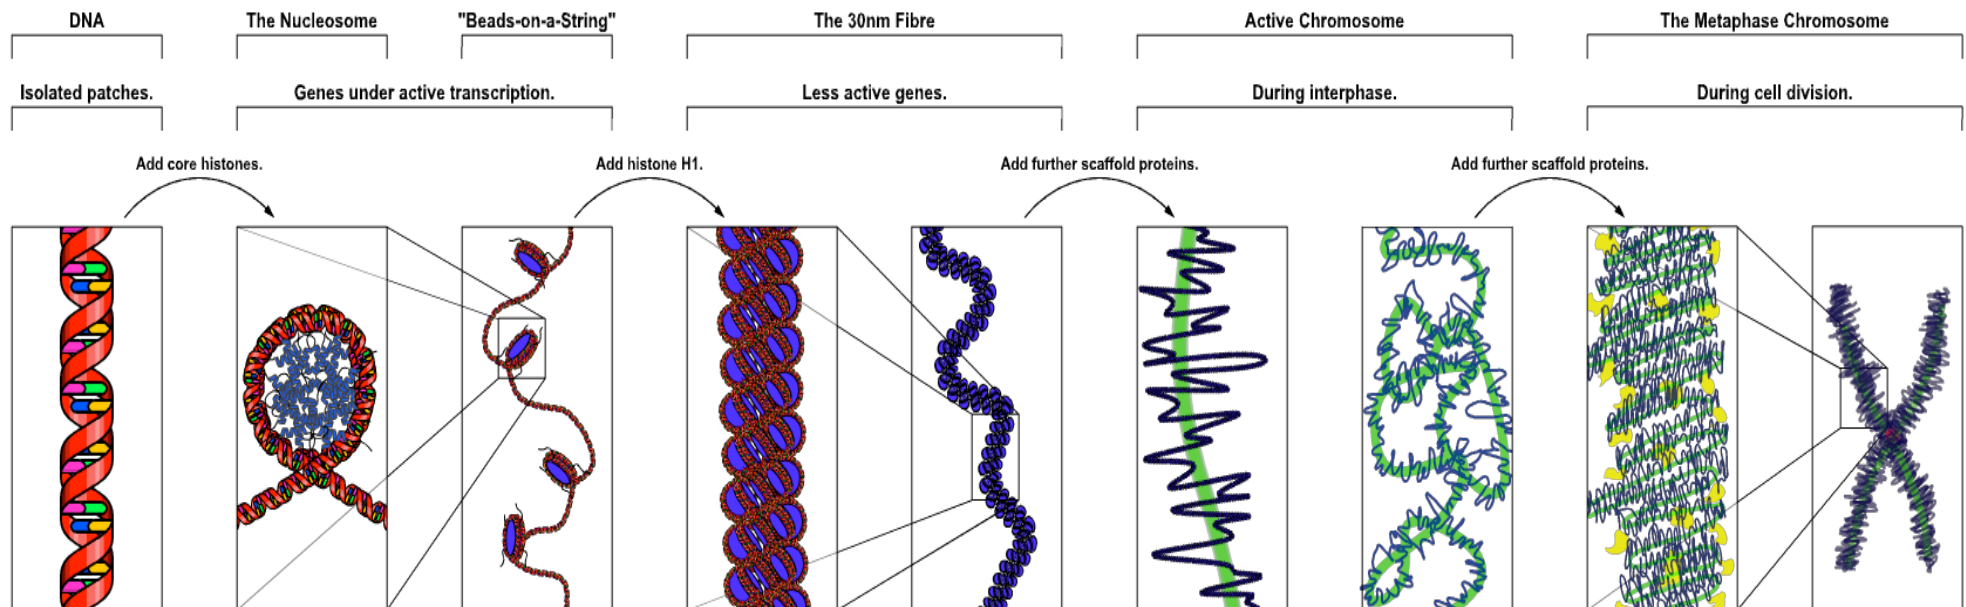 DNA
The Nucleosome
"Beads-on-a-String"
The 30nm Fibre
Active Chromosome
The Metaphase Chromosome
Isolated patches.
Genes under active transcription.
Less active genes.
During interphase.
During cell division.
Add core histones.
Add histone H1.
Add further scaffold proteins.
Add further scaffold proteins.